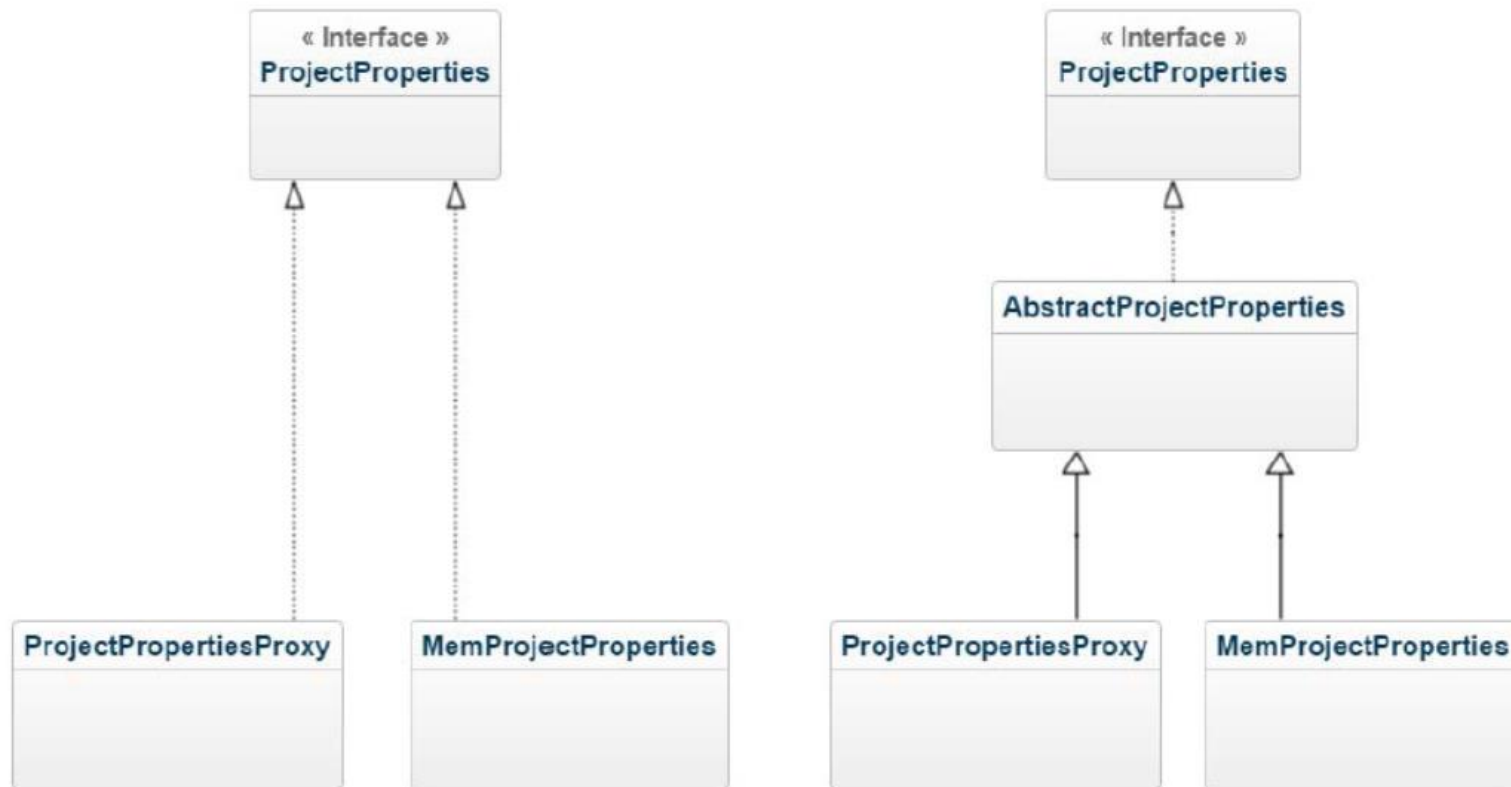 « Interface »
ProjectProperties
ProjectPropertiesProxy
MemProjectProperties
« Interface »
ProjectProperties
AbstractProjectProperties
ProjectPropertiesProxy
MemProjectProperties